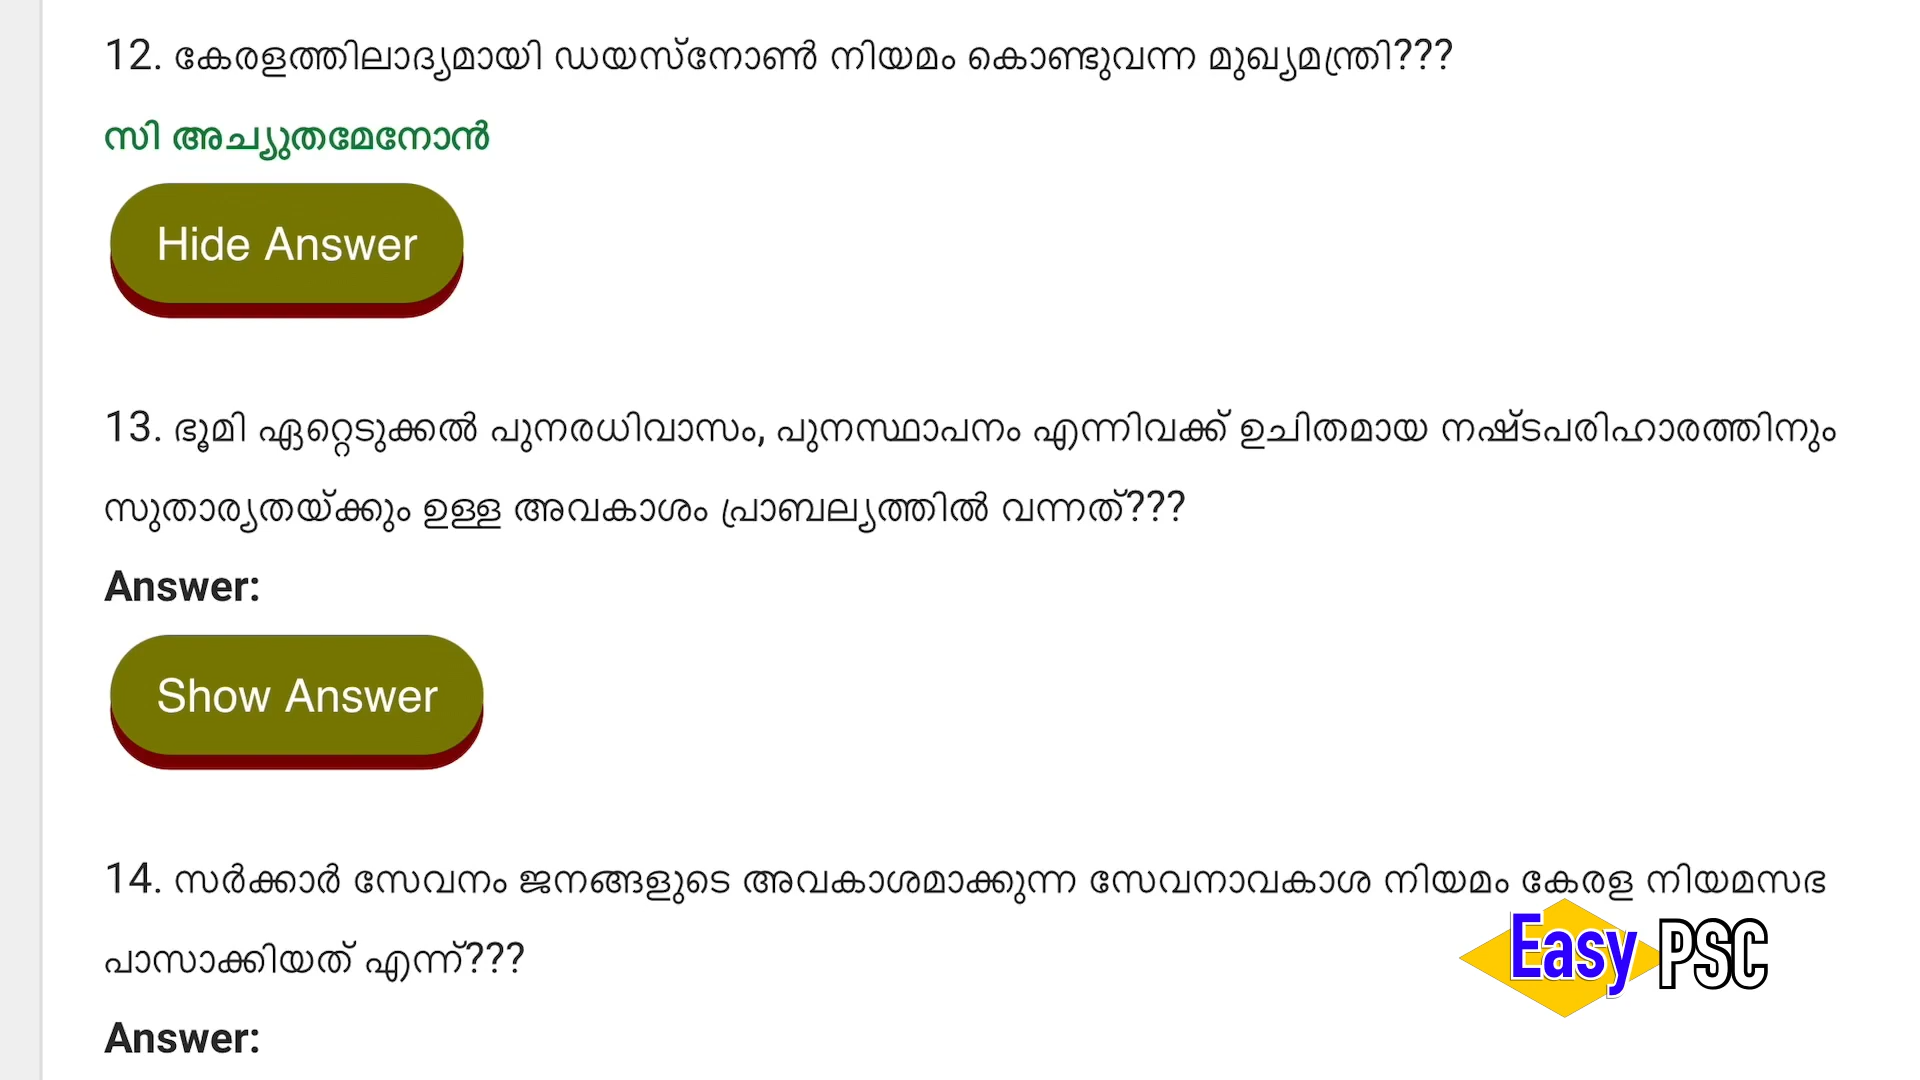 12. കേരളത്തിലാദ്യമായി ഡയസ്നോൺ നിയമം കൊണ്ടുവന്ന മുഖ്യമന്ത്രി???
സി അച്യുതമേനോൻ
Hide Answer
13. ഭൂമി ഏറ്റെടുക്കൽ പുനരധിവാസം, പുനസ്ഥാപനം എന്നിവക്ക് ഉചിതമായ നഷ്ടപരിഹാരത്തിനും
സുതാര്യതയ്ക്കും ഉള്ള അവകാശം പ്രാബല്യത്തിൽ വന്നത്???
Answer:
Show Answer
14. സർക്കാർ സേവനം ജനങ്ങളുടെ അവകാശമാക്കുന്ന സേവനാവകാശ നിയമം കേരള നിയമസഭ
പാസാക്കിയത് എന്ന്???
Easy PSC
Answer: